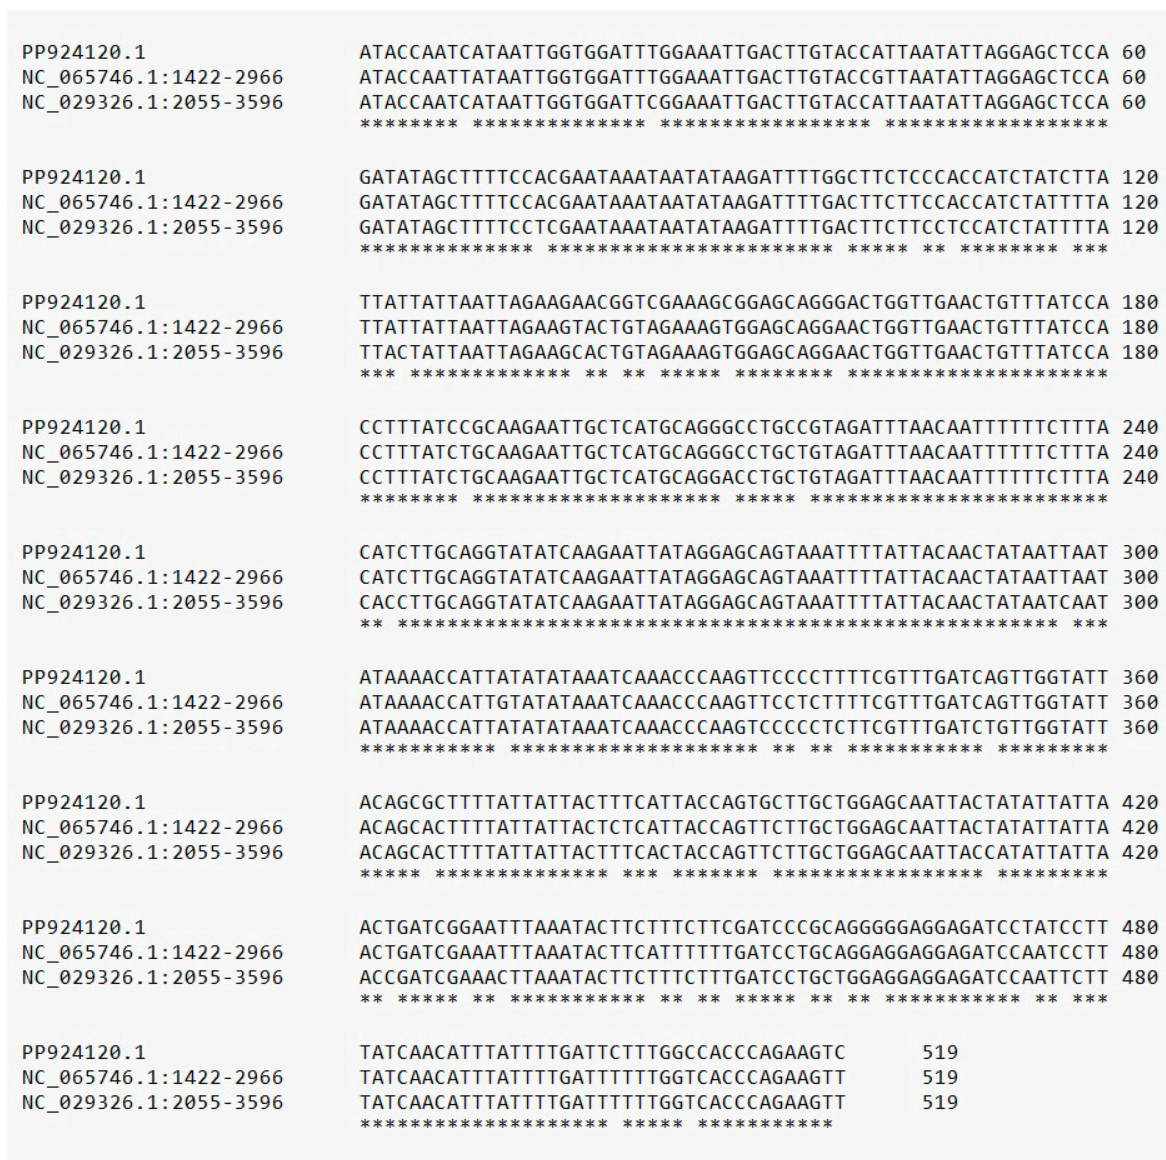 PP924120.1 ATACCAATCATAATTGGTGGATTTGGAAATTGACTTGTACCATTAATATTAGGAGCTCCA 60
NC_065746.1:1422-2966 ATACCAATTATAATTGGTGGATTTGGAAATTGACTTGTACCGTTAATATTAGGAGCTCCA 60
NC_029326.1:2055-3596 ATACCAATCATAATTGGTGGATTCGGAAATTGACTTGTACCATTAATATTAGGAGCTCCA 60
******** ************** ***************** ******************
PP924120.1 GATATAGCTTTTCCACGAATAAATAATATAAGATTTTGGCTTCTCCCACCATCTATCTTA 120
NC_065746.1:1422-2966 GATATAGCTTTTCCACGAATAAATAATATAAGATTTTGACTTCTTCCACCATCTATTTTA 120
NC_029326.1:2055-3596 GATATAGCTTTTCCTCGAATAAATAATATAAGATTTTGACTTCTTCCTCCATCTATTTTA 120
************** *********************** ***** ** ******** ***
PP924120.1 TTATTATTAATTAGAAGAACGGTCGAAAGCGGAGCAGGGACTGGTTGAACTGTTTATCCA 180
NC_065746.1:1422-2966 TTATTATTAATTAGAAGTACTGTAGAAAGTGGAGCAGGAACTGGTTGAACTGTTTATCCA 180
NC_029326.1:2055-3596 TTACTATTAATTAGAAGCACTGTAGAAAGTGGAGCAGGAACTGGTTGAACTGTTTATCCA 180
*** ************* ** ** ***** ******** *********************
PP924120.1 CCTTTATCCGCAAGAATTGCTCATGCAGGGCCTGCCGTAGATTTAACAATTTTTTCTTTA 240
NC_065746.1:1422-2966 CCTTTATCTGCAAGAATTGCTCATGCAGGGCCTGCTGTAGATTTAACAATTTTTTCTTTA 240
NC_029326.1:2055-3596 CCTTTATCTGCAAGAATTGCTCATGCAGGACCTGCTGTAGATTTAACAATTTTTTCTTTA 240
******** ******************** ***** ************************
PP924120.1 CATCTTGCAGGTATATCAAGAATTATAGGAGCAGTAAATTTTATTACAACTATAATTAAT 300
NC_065746.1:1422-2966 CATCTTGCAGGTATATCAAGAATTATAGGAGCAGTAAATTTTATTACAACTATAATTAAT 300
NC_029326.1:2055-3596 CACCTTGCAGGTATATCAAGAATTATAGGAGCAGTAAATTTTATTACAACTATAATCAAT 300
** ***************************************************** ***
PP924120.1 ATAAAACCATTATATATAAATCAAACCCAAGTTCCCCTTTTCGTTTGATCAGTTGGTATT 360
NC_065746.1:1422-2966 ATAAAACCATTGTATATAAATCAAACCCAAGTTCCTCTTTTCGTTTGATCAGTTGGTATT 360
NC_029326.1:2055-3596 ATAAAACCATTATATATAAATCAAACCCAAGTCCCCCTCTTCGTTTGATCTGTTGGTATT 360
*********** ******************** ** ** *********** *********
PP924120.1 ACAGCGCTTTTATTATTACTTTCATTACCAGTGCTTGCTGGAGCAATTACTATATTATTA 420
NC_065746.1:1422-2966 ACAGCACTTTTATTATTACTCTCATTACCAGTTCTTGCTGGAGCAATTACTATATTATTA 420
NC_029326.1:2055-3596 ACAGCACTTTTATTATTACTTTCACTACCAGTTCTTGCTGGAGCAATTACCATATTATTA 420
***** ************** *** ******* ***************** *********
PP924120.1 ACTGATCGGAATTTAAATACTTCTTTCTTCGATCCCGCAGGGGGAGGAGATCCTATCCTT 480
NC_065746.1:1422-2966 ACTGATCGAAATTTAAATACTTCATTTTTTGATCCTGCAGGAGGAGGAGATCCAATCCTT 480
NC_029326.1:2055-3596 ACCGATCGAAACTTAAATACTTCTTTCTTTGATCCTGCTGGAGGAGGAGATCCAATTCTT 480
** ***** ** *********** ** ** ***** ** ** *********** ** ***
PP924120.1 TATCAACATTTATTTTGATTCTTTGGCCACCCAGAAGTC 519
NC_065746.1:1422-2966 TATCAACATTTATTTTGATTTTTTGGTCACCCAGAAGTT 519
NC_029326.1:2055-3596 TATCAACATTTATTTTGATTTTTTGGTCACCCAGAAGTT 519
******************** ***** ***********